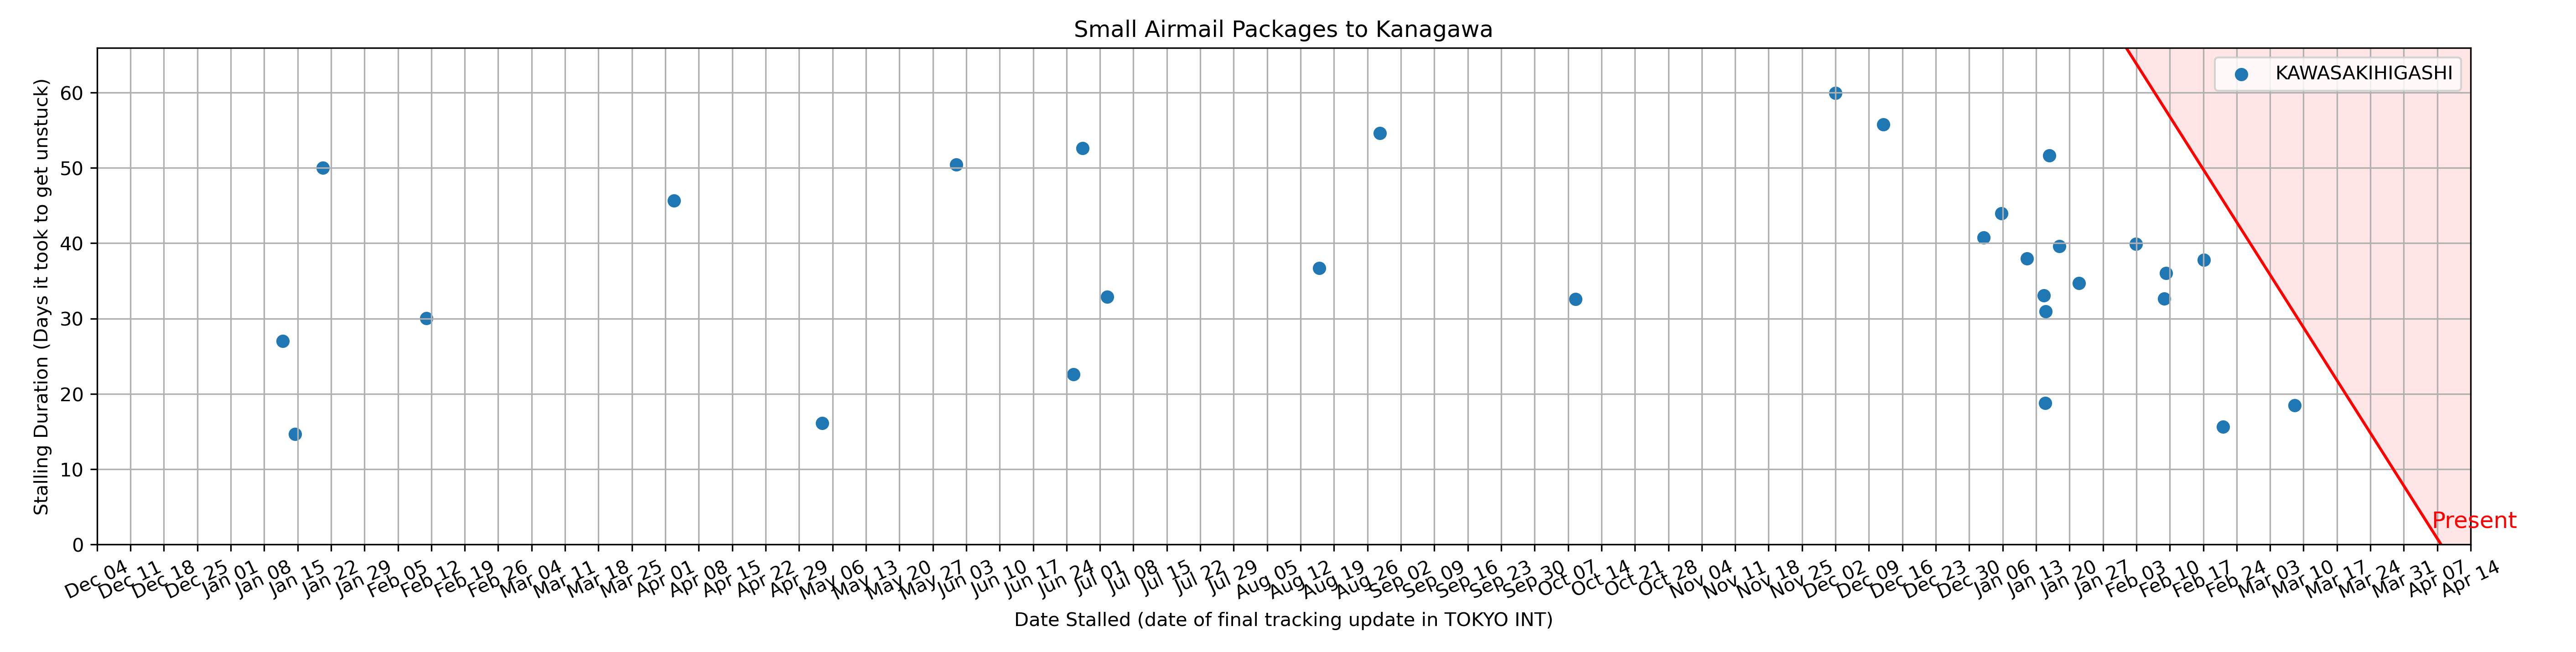 Small Airmail Packages to Kanagawa
KAWASAKIHIGASHI
Stalling Duration (Days it took to get unstuck)
60
50
40
30
20
10
0
Present
Dec 04
Dec 11
Dec 18
Dec 25
Jan 01
Jan 08
Jan 15
Jan 22
Jan 29
Feb 05
Feb 12
Feb 19
Feb 26
Mar 04
Mar 11
Mar 18
Mar 25
Apr 01
Apr 08
Apr 15
Apr 22
Apr 29
May 06
May 13
May 20
May 27
Jun 03
Jun 10
Jun 17
Jun 24
Jul 01
Jul 08
Jul 15
Jul 22
Jul 29
Aug 05
Aug 12
Aug 19
Aug 26
Sep 02
Sep 09
Sep 16
Sep 23
Sep 30
Oct 07
Oct 14
Oct 21
Oct 28
Nov 04
Nov 11
Nov 18
Nov 25
Dec 02
Dec 09
Dec 16
Dec 23
Dec 30
Jan 06
Jan 13
Jan 20
Jan 27
Feb 03
Feb 10
Feb 17
Feb 24
Mar 03
Mar 10
Mar 17
Mar 24
Mar 31
Apr 07
Apr 14
Date Stalled (date of final tracking update in TOKYO INT)